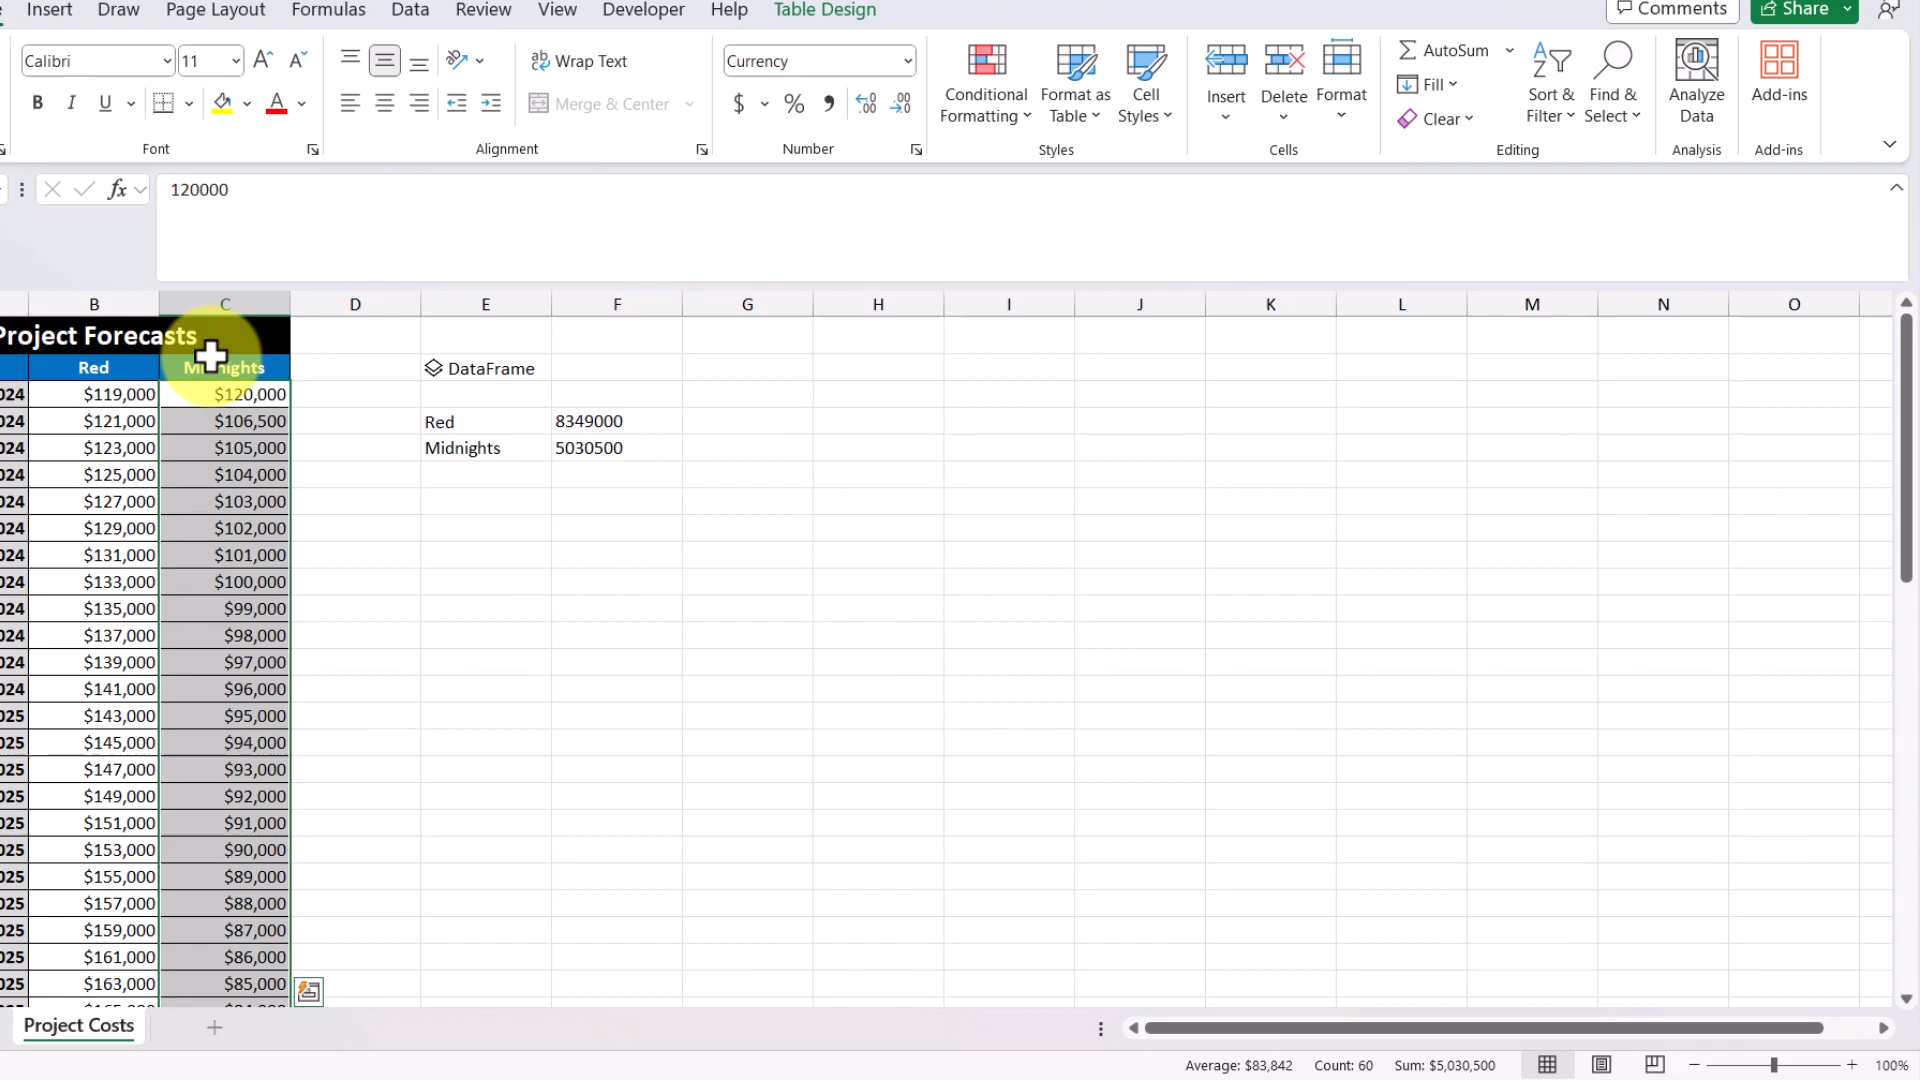 Insert Draw Page Layout Formulas Data Review View Developer Help Table Design Comments Share
Calibri 11 A A Wrap Text Currency AutoSum
Conditional Formatting Format as Table Cell Styles Insert Delete Format Fill Sort & Filter Find & Select Analyze Data Add-ins
B I U A Merge & Center $ % , Clear
Font Alignment Number Styles Cells Editing Analysis Add-ins
fx 120000
B C D E F G H I J K L M N O
Project Forecasts
Red Midnights DataFrame
024 $119,000 $120,000
024 $121,000 $106,500 Red 8349000
024 $123,000 $105,000 Midnights 5030500
024 $125,000 $104,000
024 $127,000 $103,000
024 $129,000 $102,000
024 $131,000 $101,000
024 $133,000 $100,000
024 $135,000 $99,000
024 $137,000 $98,000
024 $139,000 $97,000
024 $141,000 $96,000
025 $143,000 $95,000
025 $145,000 $94,000
025 $147,000 $93,000
025 $149,000 $92,000
025 $151,000 $91,000
025 $153,000 $90,000
025 $155,000 $89,000
025 $157,000 $88,000
025 $159,000 $87,000
025 $161,000 $86,000
025 $163,000 $85,000
Project Costs
Average: $83,842 Count: 60 Sum: $5,030,500 100%